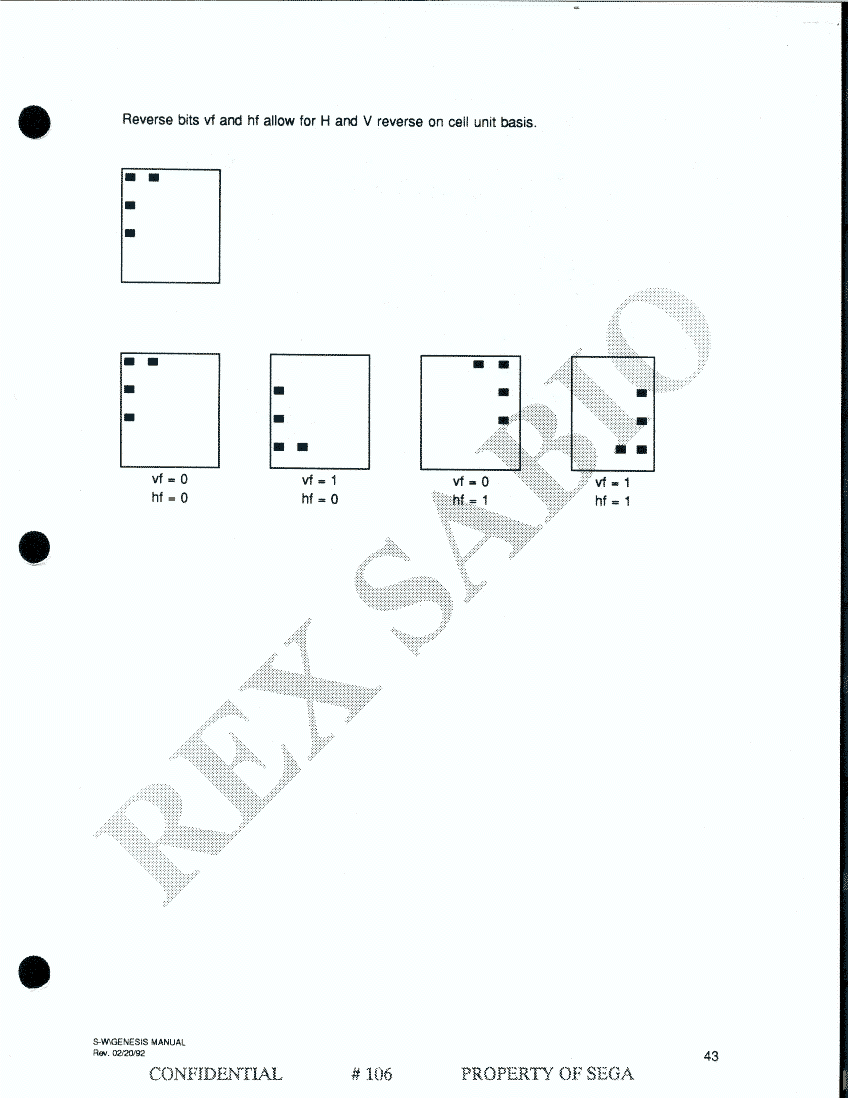 Reverse bits vf and hf allow for H and V reverse on cell unit basis.
vf = 0
hf = 0
vf = 1
hf = 0
vf = 0
hf = 1
vf = 1
hf = 1
REX SABIO
S-W\GENESIS MANUAL
Rev. 02/20/92
43
CONFIDENTIAL # 106 PROPERTY OF SEGA